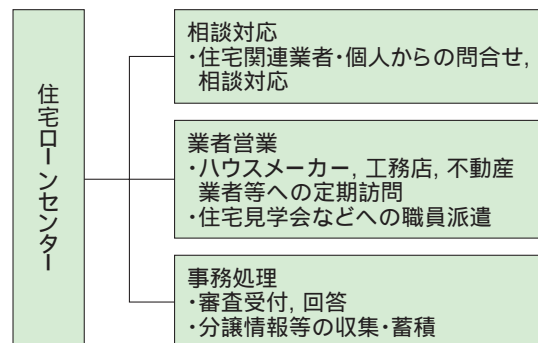 住宅ローンセンター
相談対応
・住宅関連業者・個人からの問合せ,
相談対応
業者営業
・ハウスメーカー, 工務店, 不動産
業者等への定期訪問
・住宅見学会などへの職員派遣
事務処理
・審査受付, 回答
・分譲情報等の収集・蓄積